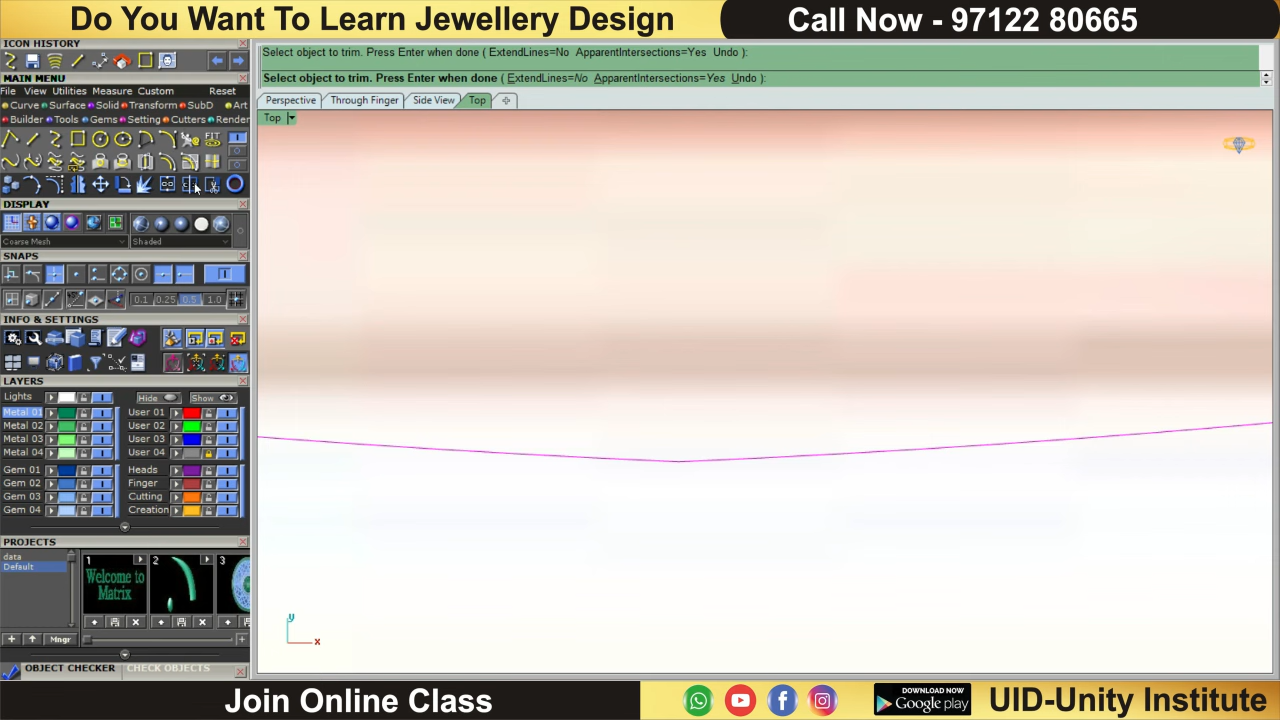 Do You Want To Learn Jewellery Design
Call Now - 97122 80665
ICON HISTORY
MAIN MENU
File View Utilities Measure Custom Reset
Curve Surface Solid Transform SubD Art
Builder Tools Gems Setting Cutters Render
FIT
DISPLAY
Coarse Mesh Shaded
SNAPS
0.1 0.25 0.5 1.0
INFO & SETTINGS
LAYERS
Lights Hide Show
Metal 01 User 01
Metal 02 User 02
Metal 03 User 03
Metal 04 User 04
Gem 01 Heads
Gem 02 Finger
Gem 03 Cutting
Gem 04 Creation
PROJECTS
data
Default
1 2 3
Welcome to
Matrix
Mngr
OBJECT CHECKER CHECK OBJECTS
Select object to trim. Press Enter when done ( ExtendLines=No ApparentIntersections=Yes Undo ):
Select object to trim. Press Enter when done ( ExtendLines=No ApparentIntersections=Yes Undo ):
Perspective Through Finger Side View Top
Top
y
x
Join Online Class
DOWNLOAD NOW
Google play
UID-Unity Institute